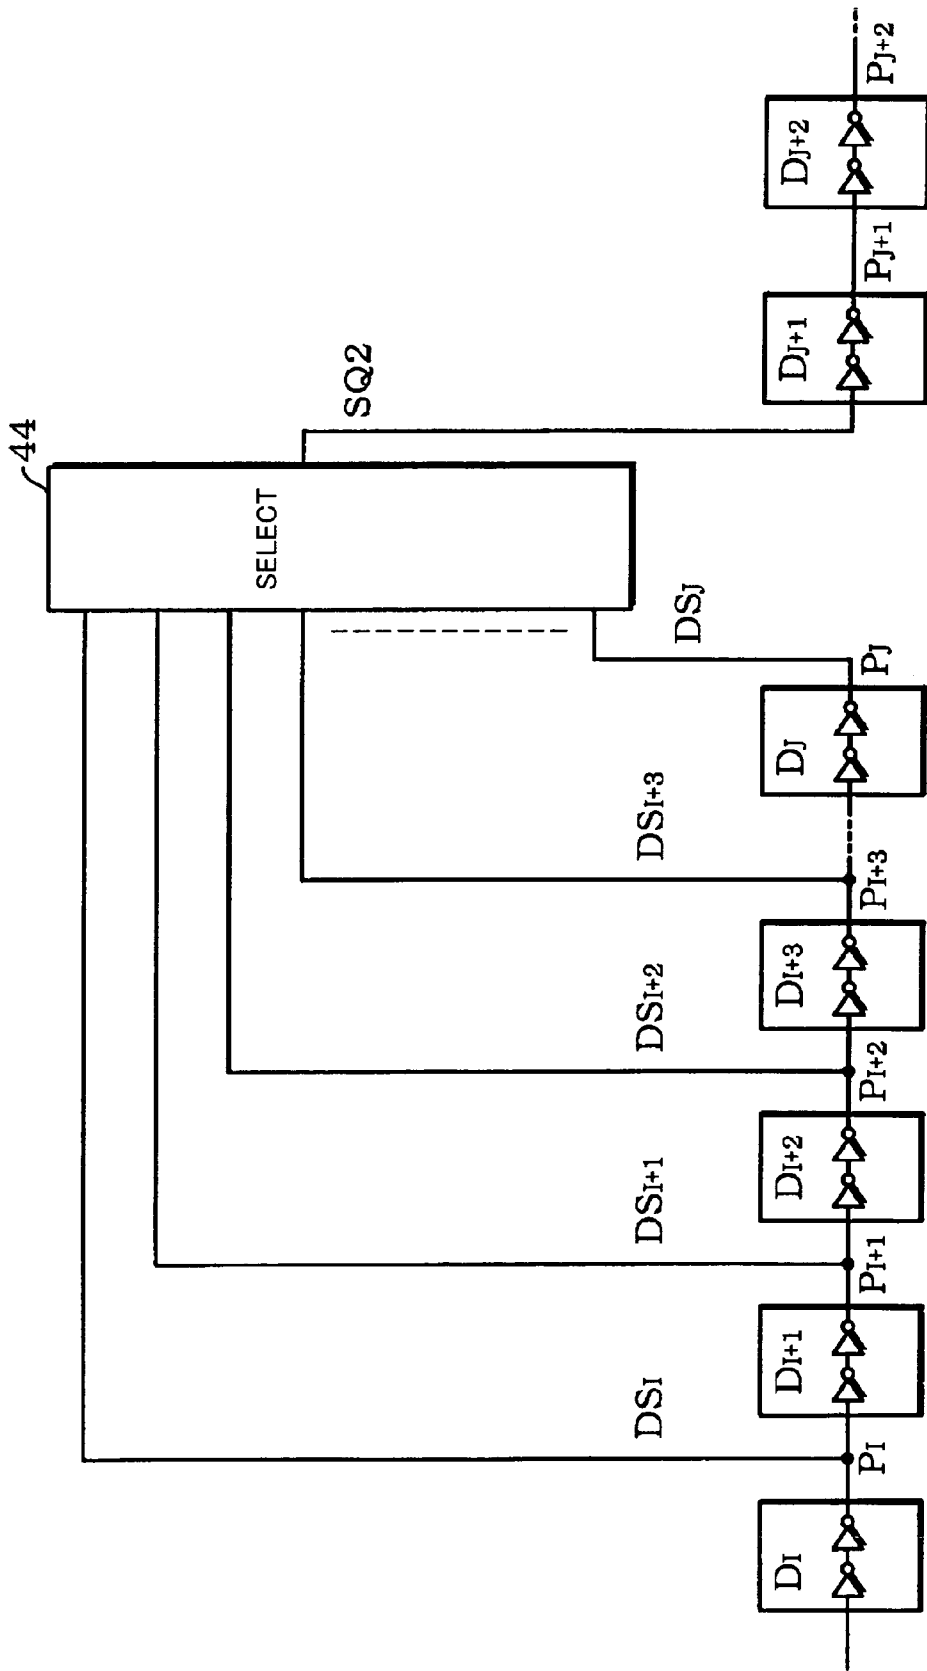 44
SELECT
SQ2
DSI
DSI+1
DSI+2
DSI+3
DSJ
DI
PI
DI+1
PI+1
DI+2
PI+2
DI+3
PI+3
DJ
PJ
DJ+1
PJ+1
DJ+2
PJ+2